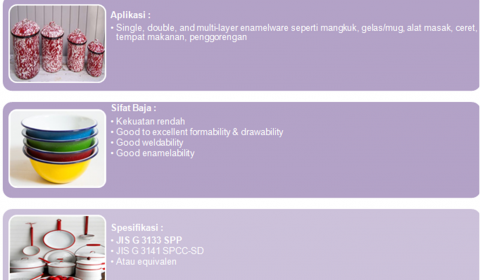 Aplikasi :
• Single, double, and multi-layer enamelware seperti mangkuk, gelas/mug, alat masak, ceret,
tempat makanan, penggorengan
Sifat Baja :
• Kekuatan rendah
• Good to excellent formability & drawability
• Good weldability
• Good enamelability
Spesifikasi :
• JIS G 3133 SPP
• JIS G 3141 SPCC-SD
• Atau equivalen